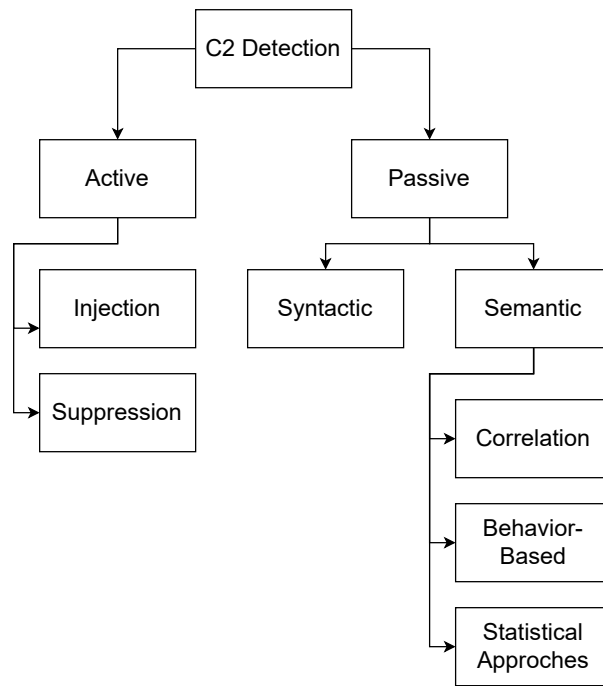 C2 Detection
Active
Passive
Injection
Syntactic
Semantic
Suppression
Correlation
Behavior-
Based
Statistical
Approches